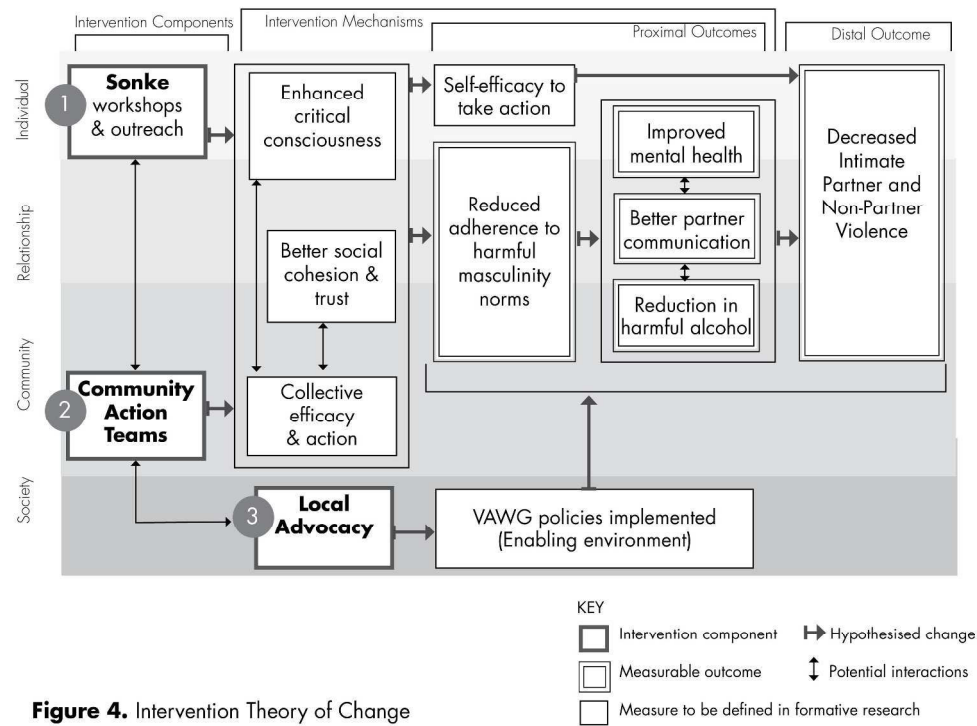 Intervention Components
Intervention Mechanisms
Proximal Outcomes
Distal Outcome
Individual
Relationship
Community
Society
1
Sonke
workshops
& outreach
Enhanced
critical
consciousness
Self-efficacy to
take action
Improved
mental health
Decreased
Intimate
Partner and
Non-Partner
Violence
Reduced
adherence to
harmful
masculinity
norms
Better partner
communication
Better social
cohesion &
trust
Reduction in
harmful alcohol
2
Community
Action
Teams
Collective
efficacy
& action
3
Local
Advocacy
VAWG policies implemented
(Enabling environment)
KEY
Intervention component
Hypothesised change
Measurable outcome
Potential interactions
Measure to be defined in formative research
Figure 4. Intervention Theory of Change